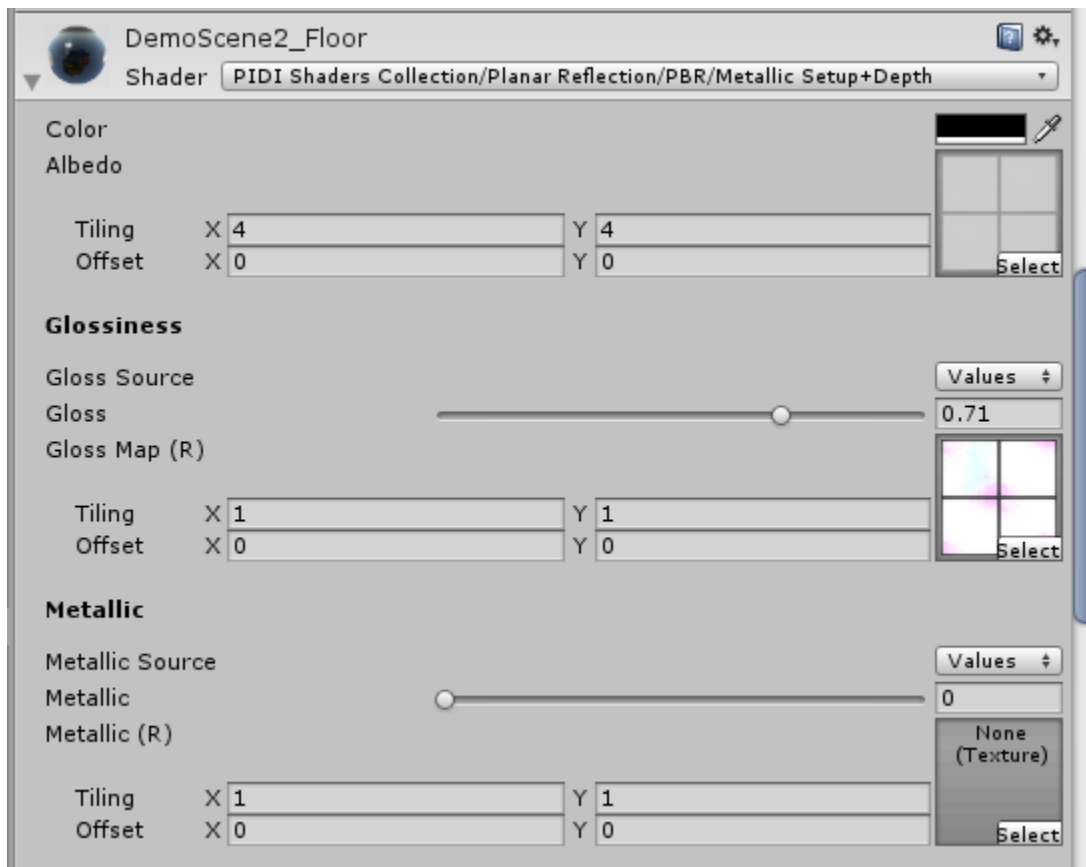 DemoScene2_Floor
Shader PIDI Shaders Collection/Planar Reflection/PBR/Metallic Setup+Depth
Color
Albedo
Tiling X 4 Y 4
Offset X 0 Y 0 Select
Glossiness
Gloss Source Values
Gloss 0.71
Gloss Map (R)
Tiling X 1 Y 1
Offset X 0 Y 0 Select
Metallic
Metallic Source Values
Metallic 0
Metallic (R) None
(Texture)
Tiling X 1 Y 1
Offset X 0 Y 0 Select